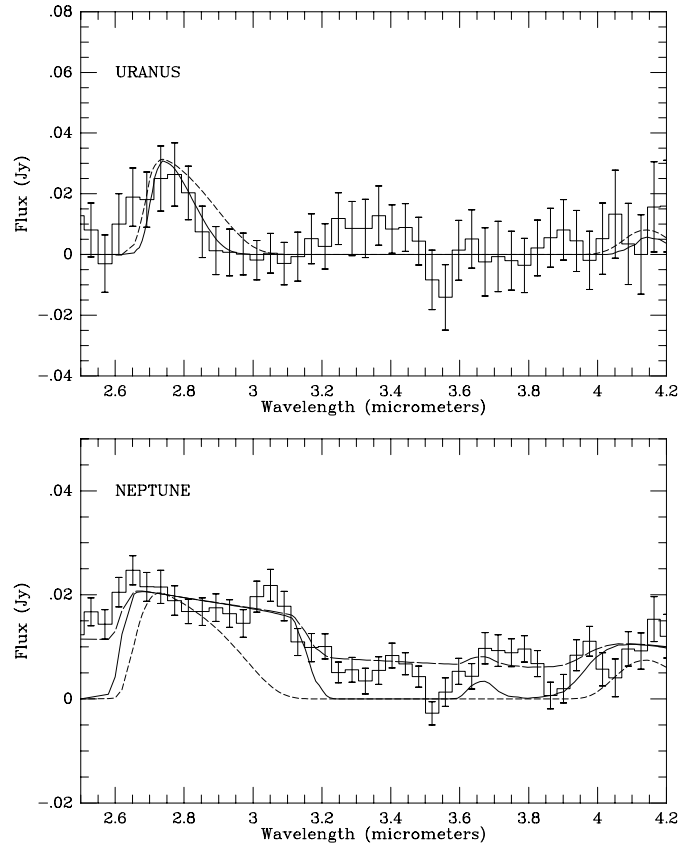 .08
.06
.04
.02
0
-.02
-.04
Flux (Jy)
URANUS
2.6 2.8 3 3.2 3.4 3.6 3.8 4 4.2
Wavelength (micrometers)
.04
.02
0
-.02
Flux (Jy)
NEPTUNE
2.6 2.8 3 3.2 3.4 3.6 3.8 4 4.2
Wavelength (micrometers)